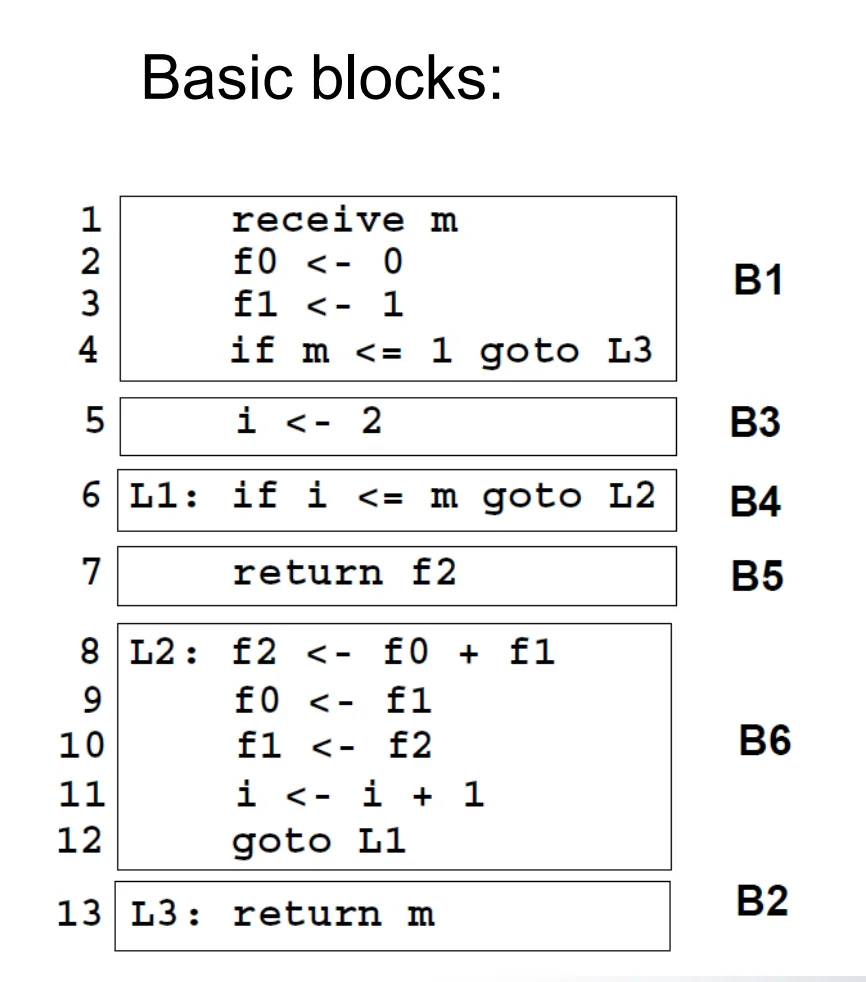 Basic blocks:
1 receive m
2 f0 <- 0
3 f1 <- 1
4 if m <= 1 goto L3
B1
5 i <- 2
B3
6 L1: if i <= m goto L2
B4
7 return f2
B5
8 L2: f2 <- f0 + f1
9 f0 <- f1
10 f1 <- f2
11 i <- i + 1
12 goto L1
B6
13 L3: return m
B2